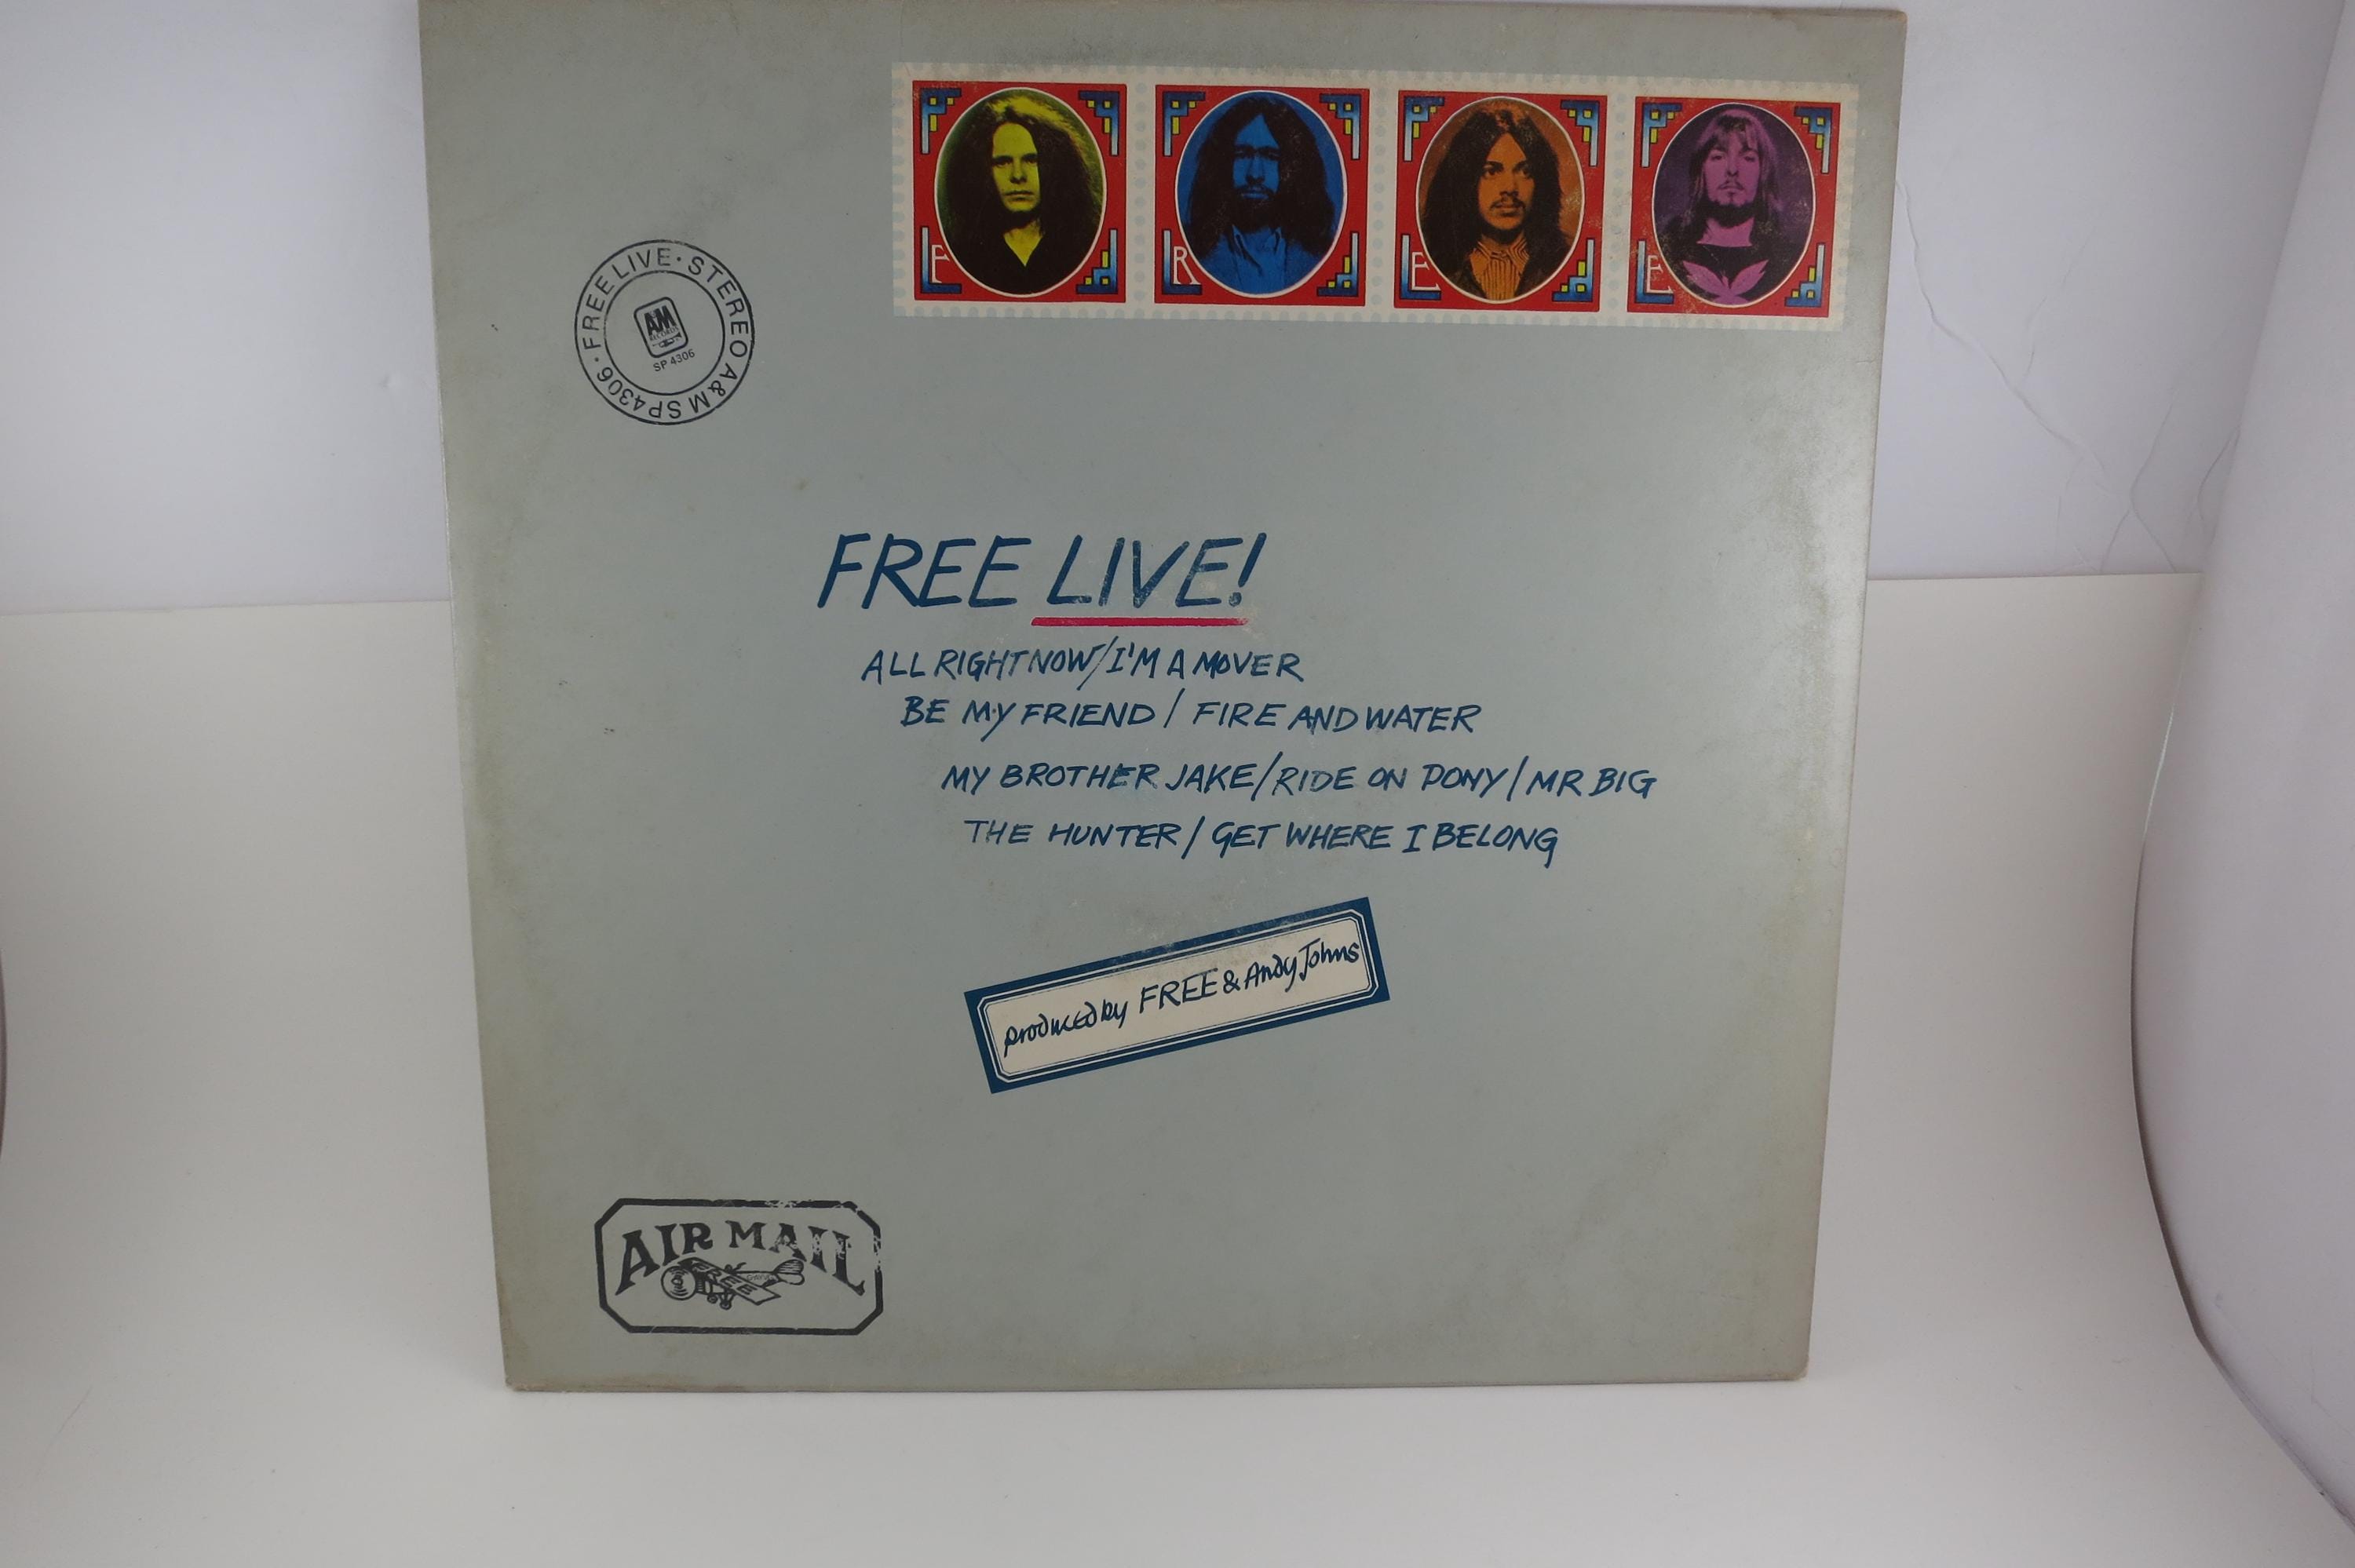 F R E E
FREE LIVE · STEREO A&M SP4306 ·
A&M
RECORDS
SP 4306
FREE LIVE!
ALL RIGHT NOW/I'M A MOVER
BE MY FRIEND / FIRE AND WATER
MY BROTHER JAKE/RIDE ON PONY/MR BIG
THE HUNTER / GET WHERE I BELONG
produced by FREE & Andy Johns
AIR MAIL
FREE